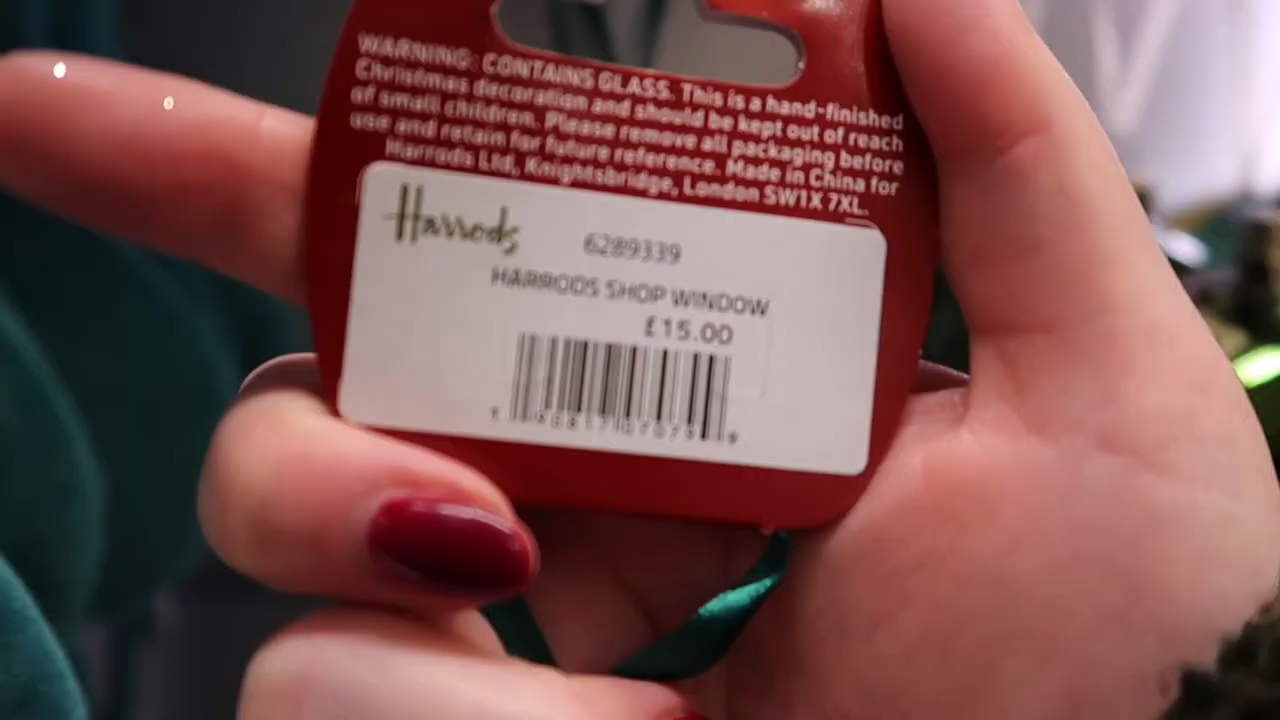 WARNING: CONTAINS GLASS. This is a hand-finished
Christmas decoration and should be kept out of reach
of small children. Please remove all packaging before
use and retain for future reference. Made in China for
Harrods Ltd, Knightsbridge, London SW1X 7XL.
Harrods
6289339
HARRODS SHOP WINDOW
£15.00